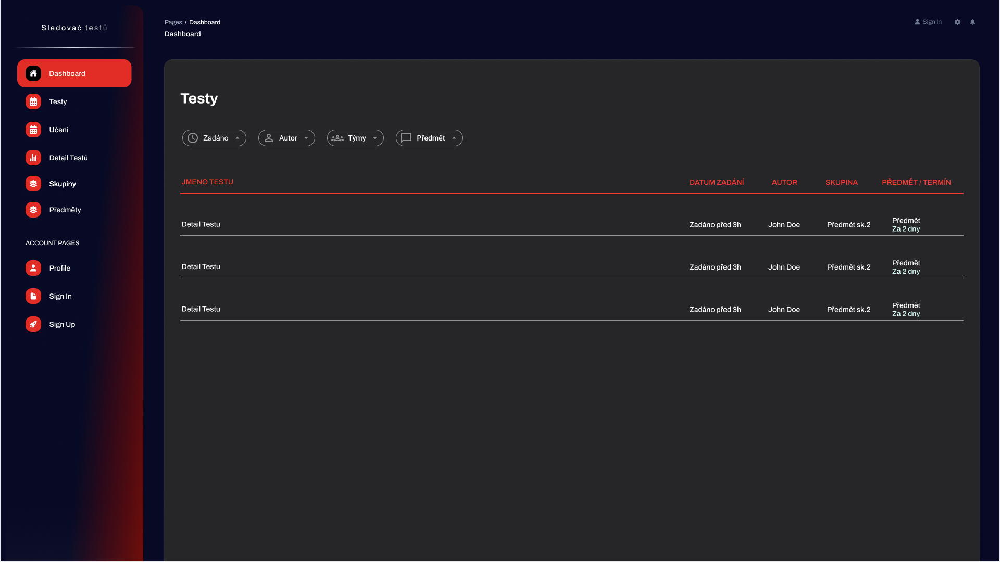 Sledovač testů
Dashboard
Testy
Učení
Detail Testů
Skupiny
Předměty
ACCOUNT PAGES
Profile
Sign In
Sign Up
Pages / Dashboard
Dashboard
Sign In
Testy
Zadáno Autor Týmy Předmět
JMENO TESTU DATUM ZADÁNÍ AUTOR SKUPINA PŘEDMĚT / TERMÍN
Detail Testu Zadáno před 3h John Doe Předmět sk.2 Předmět
Za 2 dny
Detail Testu Zadáno před 3h John Doe Předmět sk.2 Předmět
Za 2 dny
Detail Testu Zadáno před 3h John Doe Předmět sk.2 Předmět
Za 2 dny